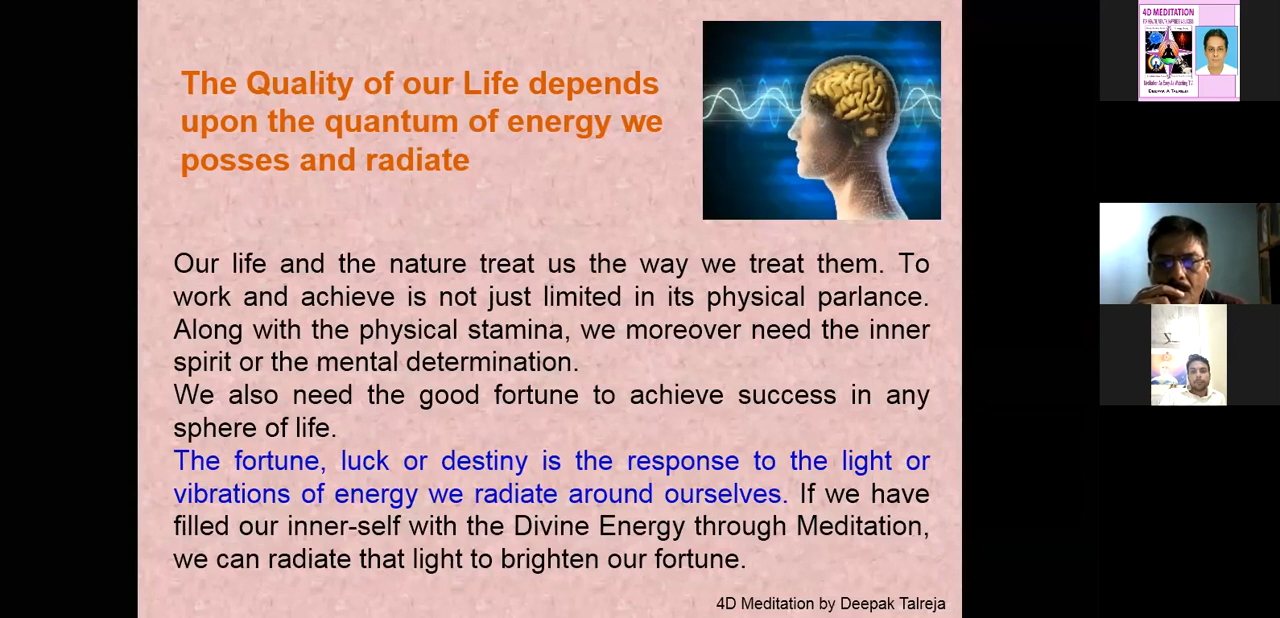 The Quality of our Life depends
upon the quantum of energy we
posses and radiate
Our life and the nature treat us the way we treat them. To
work and achieve is not just limited in its physical parlance.
Along with the physical stamina, we moreover need the inner
spirit or the mental determination.
We also need the good fortune to achieve success in any
sphere of life.
The fortune, luck or destiny is the response to the light or
vibrations of energy we radiate around ourselves. If we have
filled our inner-self with the Divine Energy through Meditation,
we can radiate that light to brighten our fortune.
4D Meditation by Deepak Talreja
4D MEDITATION